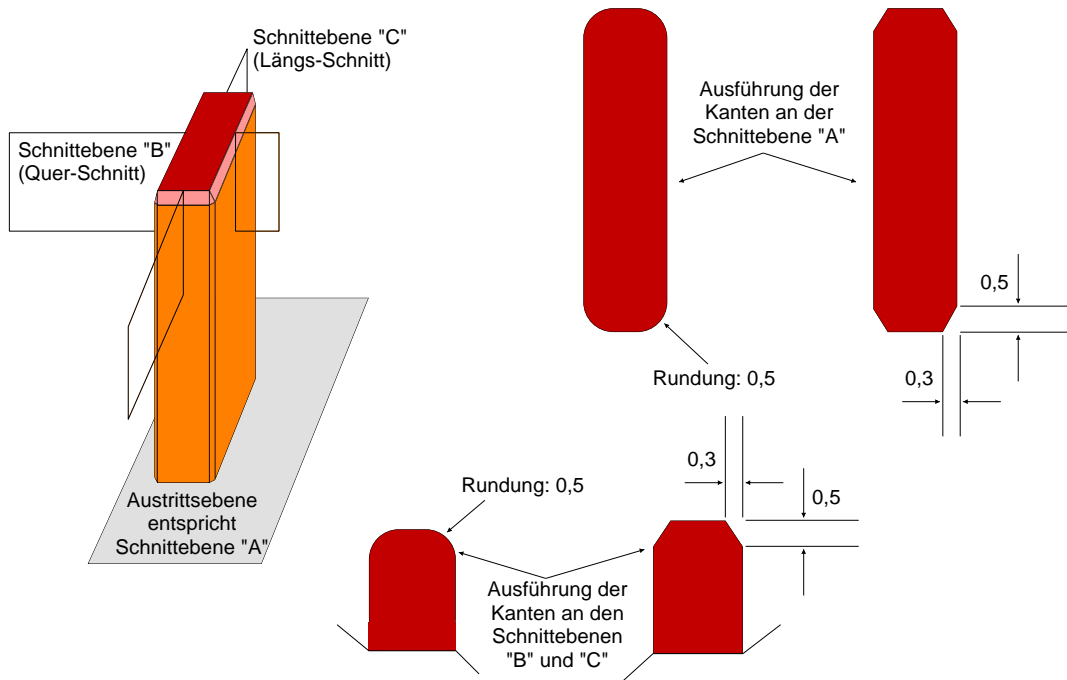 Schnittebene "C"
(Längs-Schnitt)
Schnittebene "B"
(Quer-Schnitt)
Austrittsebene
entspricht
Schnittebene "A"
Ausführung der
Kanten an der
Schnittebene "A"
Rundung: 0,5
0,5
0,3
Rundung: 0,5
0,3
0,5
Ausführung der
Kanten an den
Schnittebenen
"B" und "C"